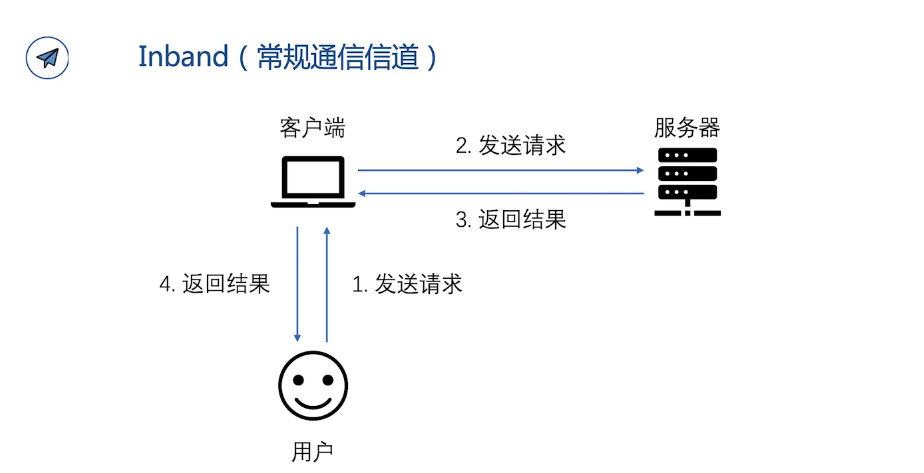 Inband（常规通信信道）
客户端
服务器
2. 发送请求
3. 返回结果
4. 返回结果
1. 发送请求
用户